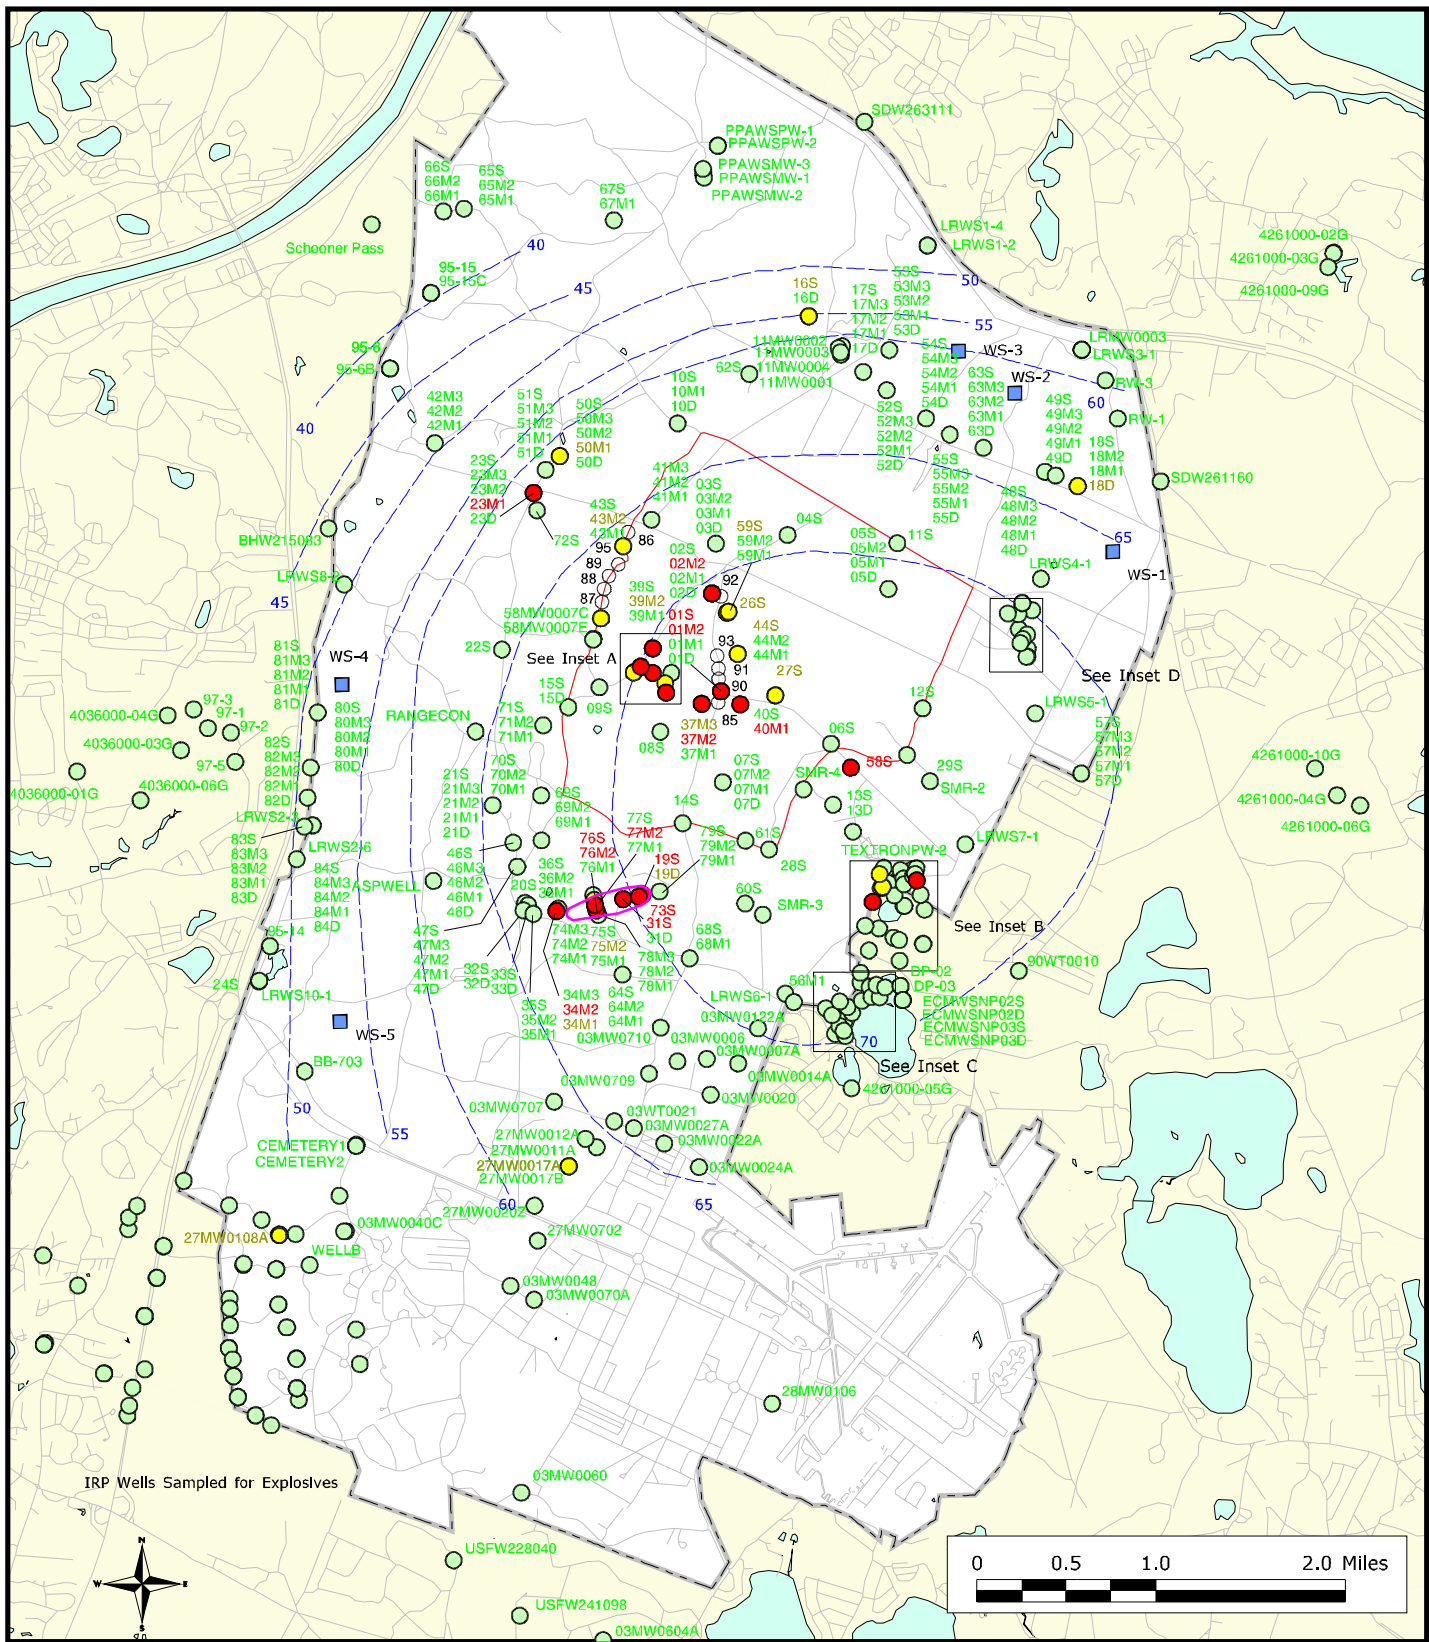 SDW263111
PPAWSPW-1
PPAWSPW-2
PPAWSMW-3
PPAWSMW-1
PPAWSMW-2
66S
66M2
66M1
65S
65M2
65M1
67S
67M1
Schooner Pass
LRWS1-4
LRWS1-2
4261000-02G
4261000-03G
4261000-09G
40
45
50
55
95-15
95-15C
16S
16D
17S
17M3
17M2
17M1
17D
53S
53M3
53M2
53M1
53D
11MW0002
11MW0003
11MW0004
11MW0001
62S
54S
54M3
54M2
54M1
54D
WS-3
WS-2
LRMW0003
LRWS3-1
RW-3
60
RW-1
95-6
95-6B
40
42M3
42M2
42M1
51S
51M3
51M2
51M1
51D
50S
50M3
50M2
50M1
50D
10S
10M1
10D
52S
52M3
52M2
52M1
52D
63S
63M3
63M2
63M1
63D
49S
49M3
49M2
49M1
49D
18S
18M2
18M1
18D
55S
55M3
55M2
55M1
55D
SDW261160
23S
23M3
23M2
23M1
23D
41M3
41M2
41M1
03S
03M2
03M1
03D
48S
48M3
48M2
48M1
48D
43S
43M2
43M1
59S
59M2
59M1
04S
05S
05M2
05M1
05D
11S
65
BHW215083
72S
95
86
89
88
87
02S
02M2
02M1
02D
92
LRWS4-1
WS-1
LRWS8-2
45
39S
39M2
39M1
58MW0007C
58MW0007E
01S
01M2
01M1
01D
26S
44S
44M2
44M1
93
91
90
85
27S
81S
81M3
81M2
81M1
81D
WS-4
22S
See Inset A
See Inset D
97-3
97-1
97-2
4036000-04G
4036000-03G
97-5
4036000-01G
4036000-06G
80S
80M3
80M2
80M1
80D
RANGECON
15S
15D
09S
71S
71M2
71M1
08S
37M3
37M2
37M1
40S
40M1
12S
LRWS5-1
57S
57M3
57M2
57M1
57D
06S
58S
SMR-4
29S
SMR-2
4261000-10G
4261000-04G
4261000-06G
82S
82M3
82M2
82M1
82D
21S
21M3
21M2
21M1
21D
70S
70M2
70M1
69S
69M2
69M1
07S
07M2
07M1
07D
13S
13D
LRWS2-3
LRWS2-6
83S
83M3
83M2
83M1
83D
84S
84M3
84M2
84M1
84D
ASPWELL
46S
46M3
46M2
46M1
46D
36S
36M2
36M1
76S
76M2
76M1
77S
77M2
77M1
14S
79S
79M2
79M1
61S
28S
TEXTRONPW-2
LRWS7-1
20S
19S
19D
60S
SMR-3
See Inset B
47S
47M3
47M2
47M1
47D
74M3
74M2
74M1
75S
75M2
75M1
73S
31S
31D
78M3
78M2
78M1
68S
68M1
95-14
24S
LRWS10-1
32S
32D
33S
33D
35S
35M2
35M1
34M3
34M2
34M1
64S
64M2
64M1
LRWS6-1
56M1
DP-02
DP-03
90WT0010
ECMWSNP02S
ECMWSNP02D
ECMWSNP03S
ECMWSNP03D
WS-5
03MW0710
03MW0006
03MW0122A
03MW0007A
70
See Inset C
BB-703
03MW0709
03MW0014A
4261000-05G
50
55
03MW0707
03MW0020
03WT0021
03MW0027A
03MW0022A
CEMETERY1
CEMETERY2
27MW0012A
27MW0011A
27MW0017A
27MW0017B
03MW0024A
60
65
27MW0020Z
27MW0108A
03MW0040C
27MW0702
WELLB
03MW0048
03MW0070A
28MW0106
IRP Wells Sampled for Explosives
03MW0060
USFW228040
USFW241098
03MW0604A
N
W E
S
0 0.5 1.0 2.0 Miles